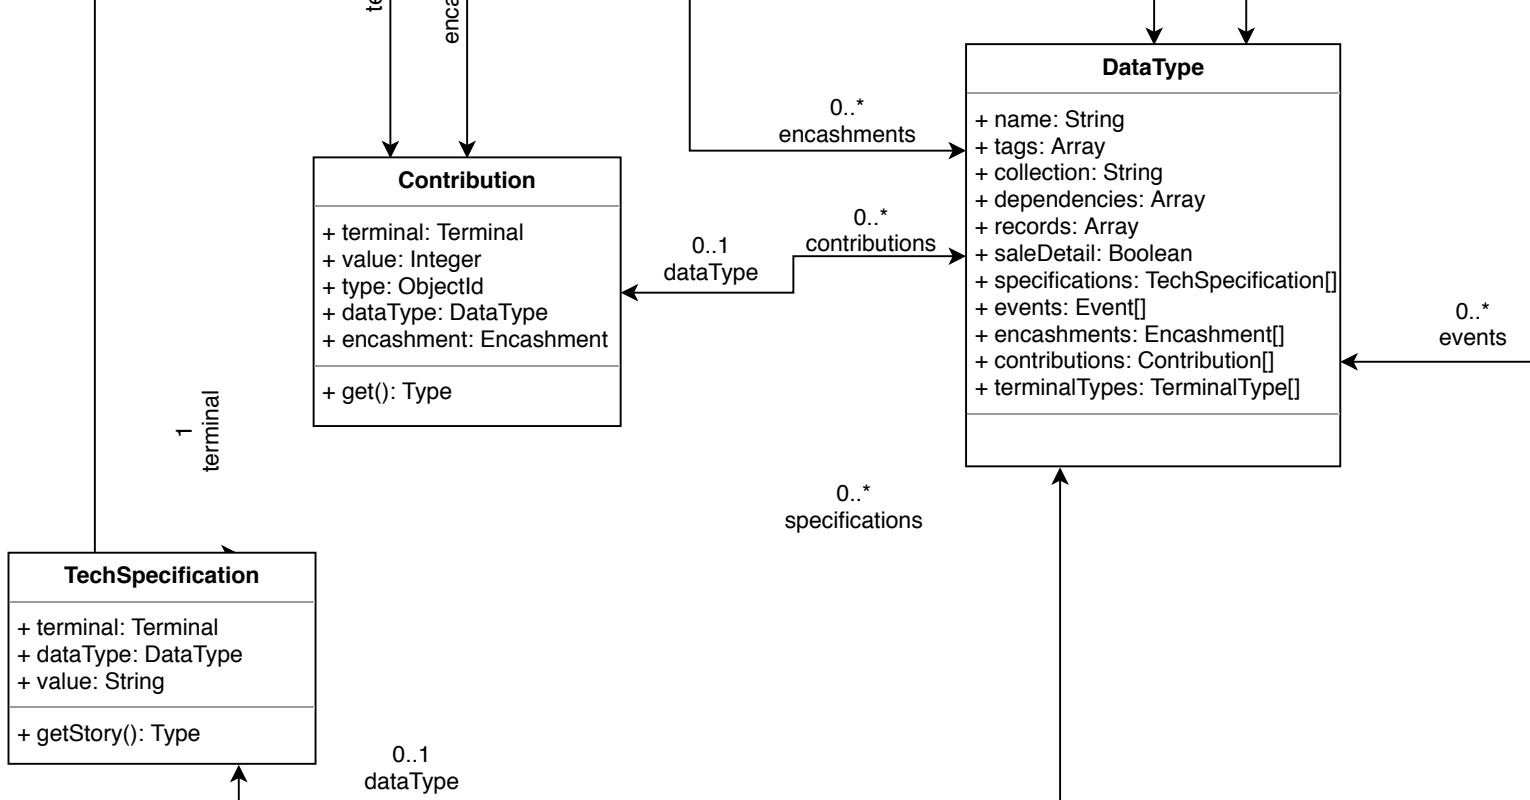 te
enca
DataType
+ name: String
+ tags: Array
+ collection: String
+ dependencies: Array
+ records: Array
+ saleDetail: Boolean
+ specifications: TechSpecification[]
+ events: Event[]
+ encashments: Encashment[]
+ contributions: Contribution[]
+ terminalTypes: TerminalType[]
0..*
encashments
Contribution
+ terminal: Terminal
+ value: Integer
+ type: ObjectId
+ dataType: DataType
+ encashment: Encashment
+ get(): Type
0..1
dataType
0..*
contributions
0..*
events
1
terminal
0..*
specifications
TechSpecification
+ terminal: Terminal
+ dataType: DataType
+ value: String
+ getStory(): Type
0..1
dataType